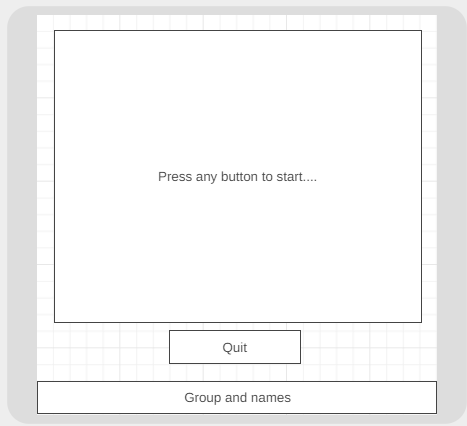 Press any button to start....
Quit
Group and names